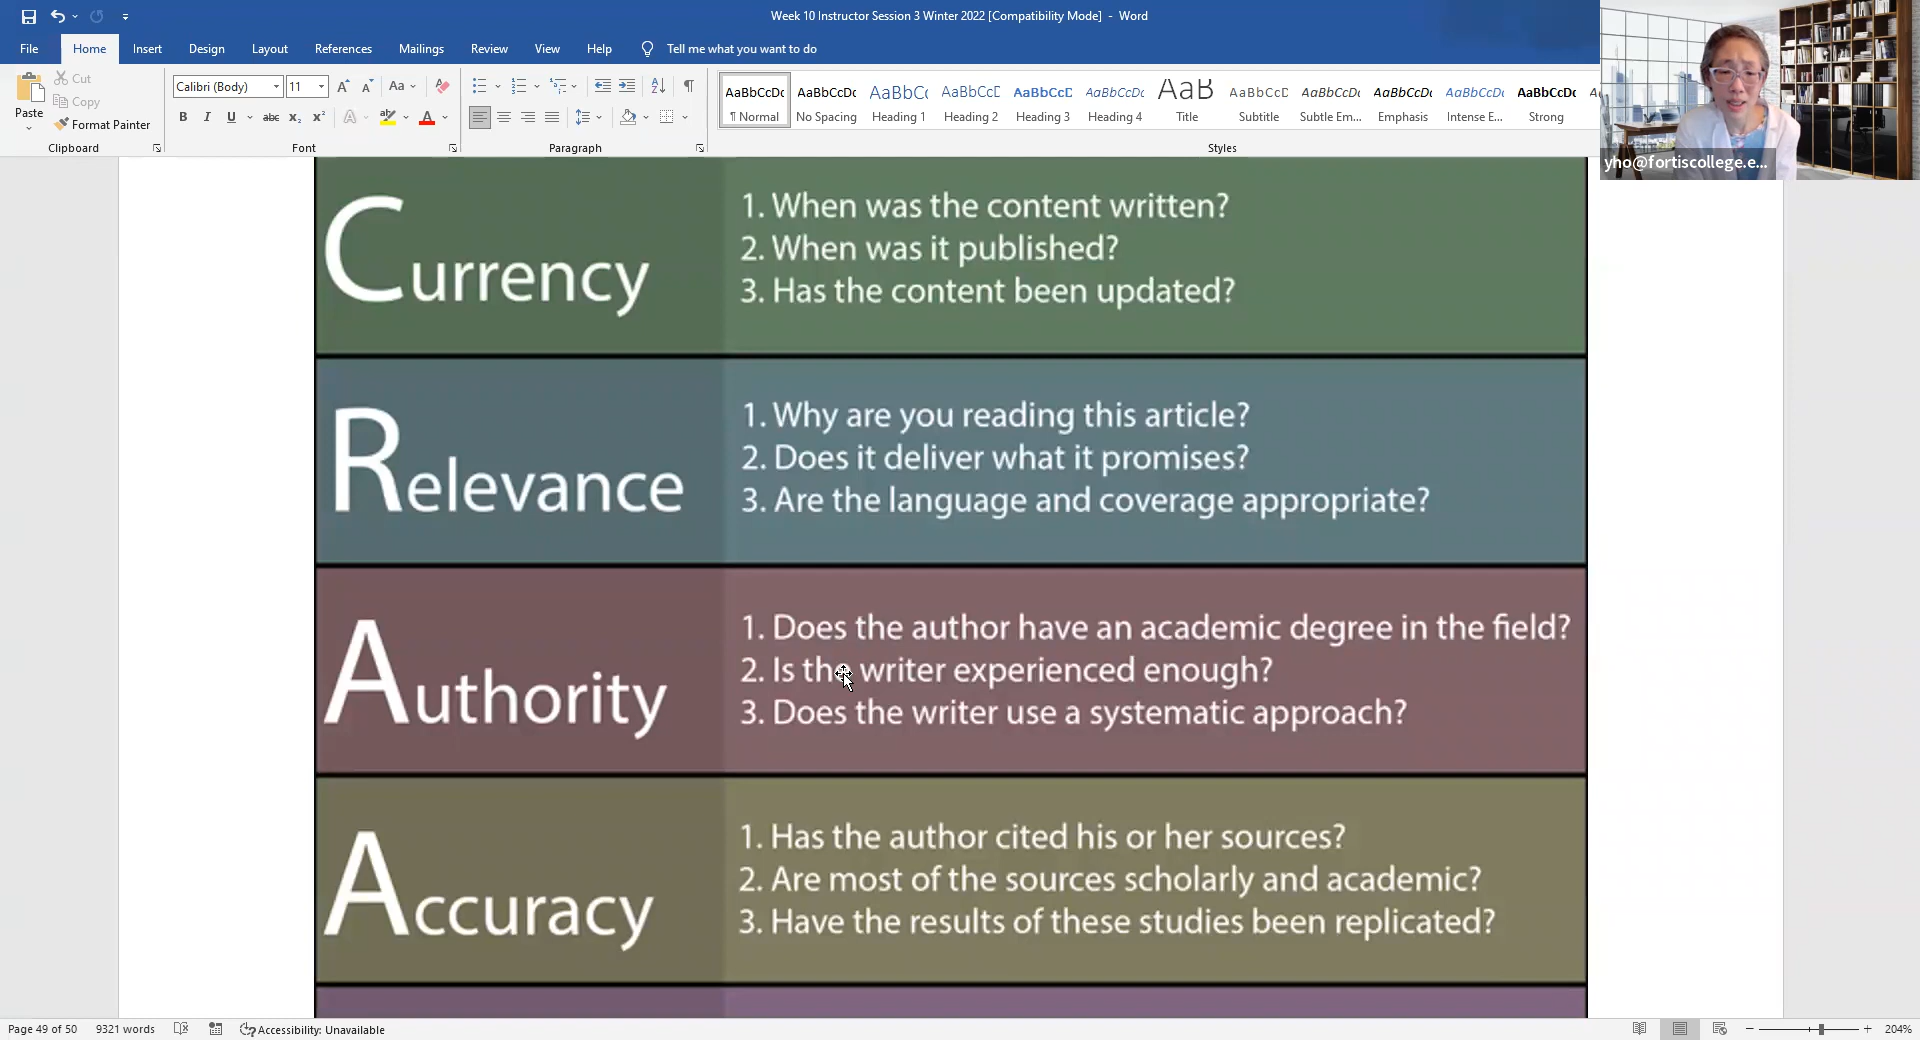 Week 10 Instructor Session 3 Winter 2022 [Compatibility Mode] - Word
File Home Insert Design Layout References Mailings Review View Help Tell me what you want to do
Paste
Cut
Copy
Format Painter
Clipboard
Calibri (Body) 11
Aa
B I U abc x₂ x²
Font
Paragraph
AaBbCcDc AaBbCcDc AaBbC AaBbCcD AaBbCcD AaBbCcDc AaB AaBbCcD AaBbCcDc AaBbCcDc AaBbCcDc AaBbCcDc
¶ Normal No Spacing Heading 1 Heading 2 Heading 3 Heading 4 Title Subtitle Subtle Em... Emphasis Intense E... Strong
Styles
yho@fortiscollege.e...
Currency
1. When was the content written?
2. When was it published?
3. Has the content been updated?
Relevance
1. Why are you reading this article?
2. Does it deliver what it promises?
3. Are the language and coverage appropriate?
Authority
1. Does the author have an academic degree in the field?
2. Is the writer experienced enough?
3. Does the writer use a systematic approach?
Accuracy
1. Has the author cited his or her sources?
2. Are most of the sources scholarly and academic?
3. Have the results of these studies been replicated?
Page 49 of 50 9321 words Accessibility: Unavailable 204%